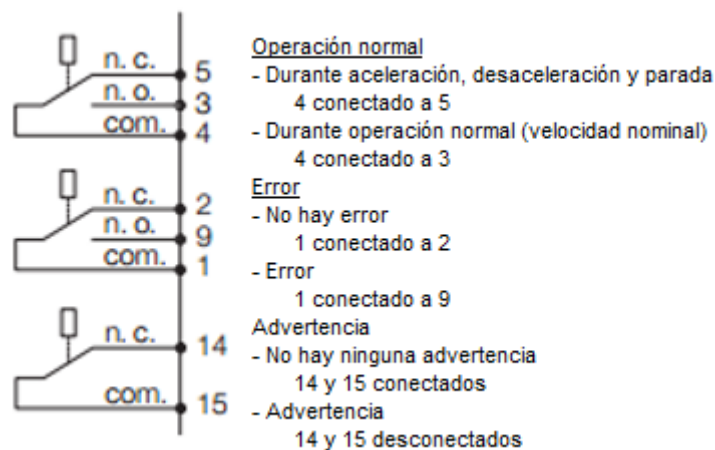 Operación normal
n. c. 5 - Durante aceleración, desaceleración y parada
n. o. 3 4 conectado a 5
com. 4 - Durante operación normal (velocidad nominal)
4 conectado a 3
Error
n. c. 2 - No hay error
n. o. 9 1 conectado a 2
com. 1 - Error
1 conectado a 9
Advertencia
n. c. 14 - No hay ninguna advertencia
14 y 15 conectados
com. 15 - Advertencia
14 y 15 desconectados